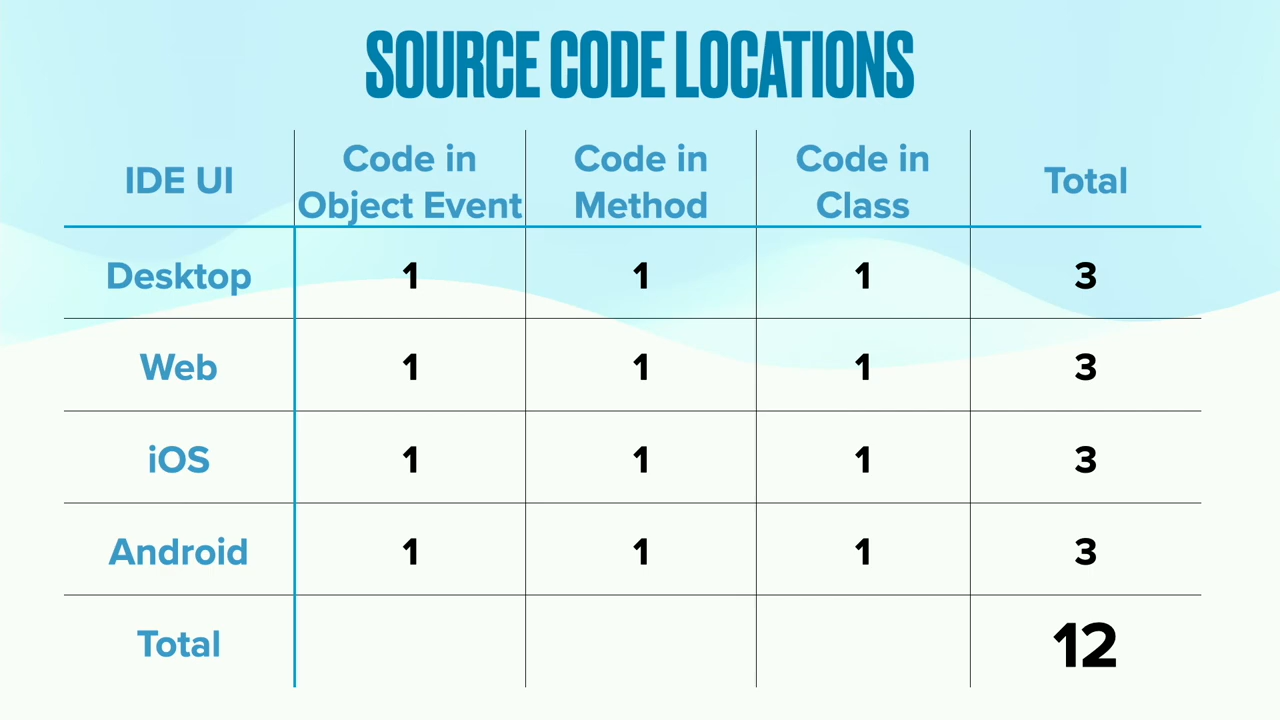 SOURCE CODE LOCATIONS
IDE UI
Code in
Object Event
Code in
Method
Code in
Class
Total
Desktop 1 1 1 3
Web 1 1 1 3
iOS 1 1 1 3
Android 1 1 1 3
Total 12